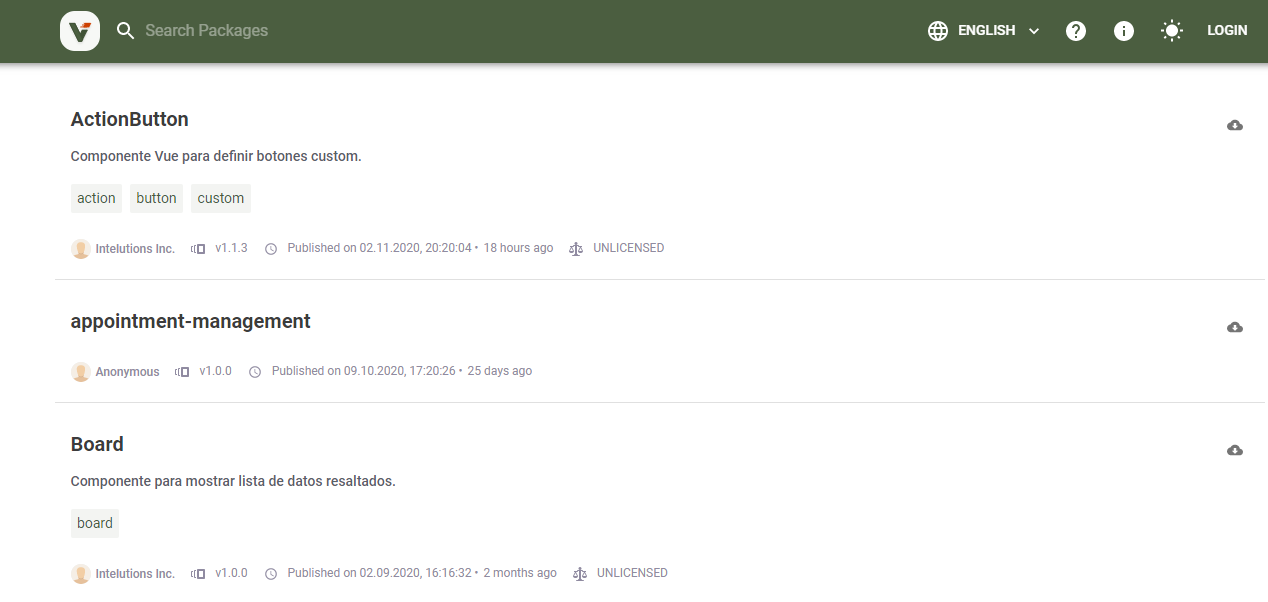 Search Packages ENGLISH LOGIN
ActionButton
Componente Vue para definir botones custom.
action button custom
Intelutions Inc. v1.1.3 Published on 02.11.2020, 20:20:04 • 18 hours ago UNLICENSED
appointment-management
Anonymous v1.0.0 Published on 09.10.2020, 17:20:26 • 25 days ago
Board
Componente para mostrar lista de datos resaltados.
board
Intelutions Inc. v1.0.0 Published on 02.09.2020, 16:16:32 • 2 months ago UNLICENSED